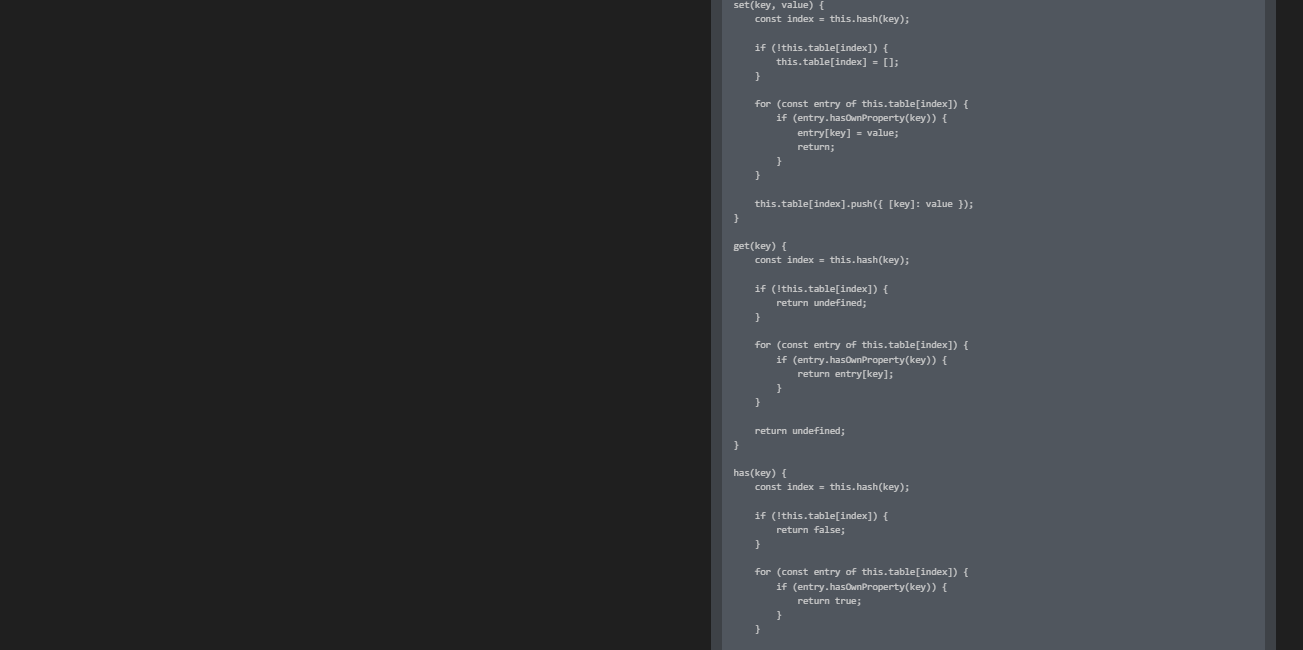 set(key, value) {
    const index = this.hash(key);

    if (!this.table[index]) {
        this.table[index] = [];
    }

    for (const entry of this.table[index]) {
        if (entry.hasOwnProperty(key)) {
            entry[key] = value;
            return;
        }
    }

    this.table[index].push({ [key]: value });
}

get(key) {
    const index = this.hash(key);

    if (!this.table[index]) {
        return undefined;
    }

    for (const entry of this.table[index]) {
        if (entry.hasOwnProperty(key)) {
            return entry[key];
        }
    }

    return undefined;
}

has(key) {
    const index = this.hash(key);

    if (!this.table[index]) {
        return false;
    }

    for (const entry of this.table[index]) {
        if (entry.hasOwnProperty(key)) {
            return true;
        }
    }